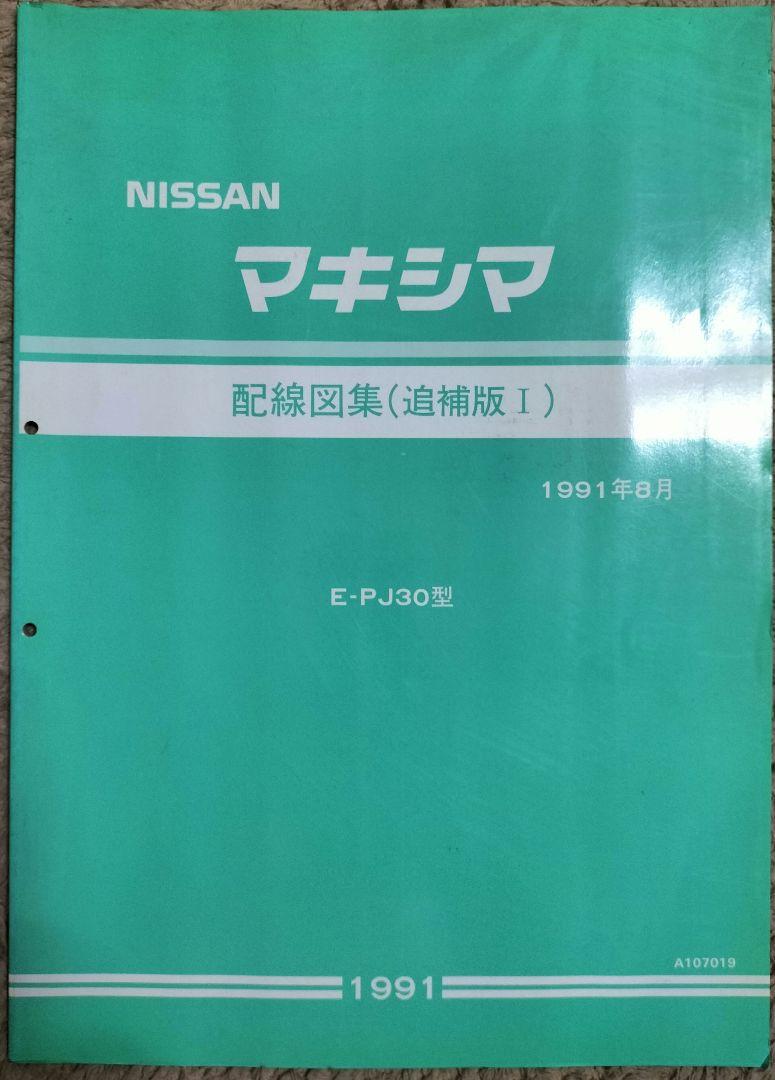 NISSAN
マキシマ
配線図集(追補版Ⅰ)
1991年8月
E-PJ30型
A107019
1991